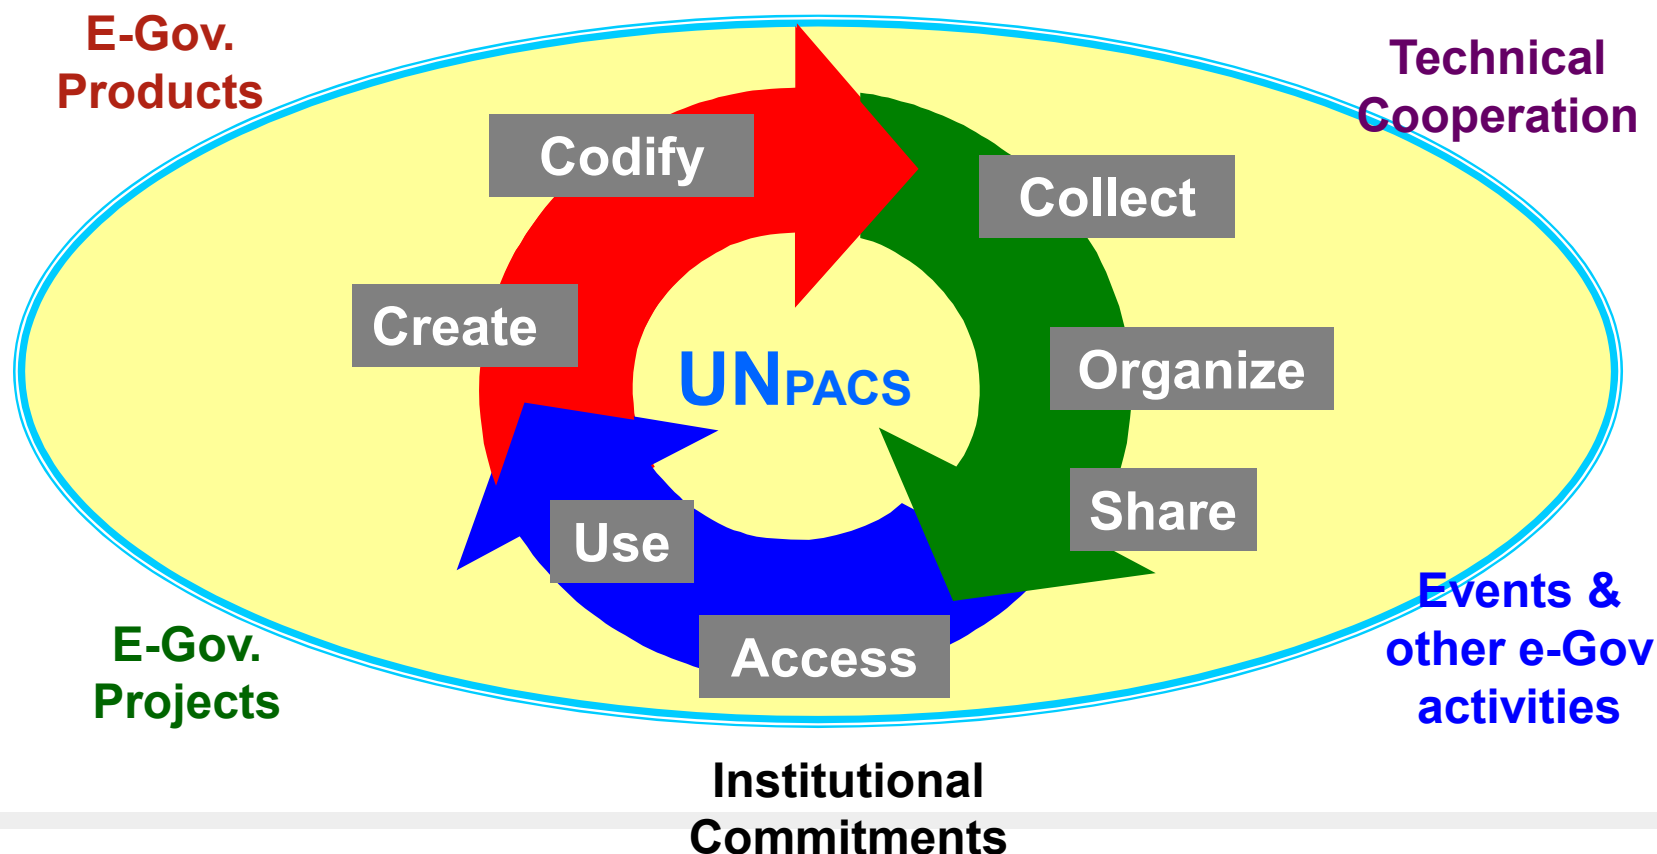 E-Gov.
Products
Technical
Cooperation
Codify
Collect
Create
Organize
UNPACS
Share
Use
Access
E-Gov.
Projects
Events &
other e-Gov
activities
Institutional
Commitments